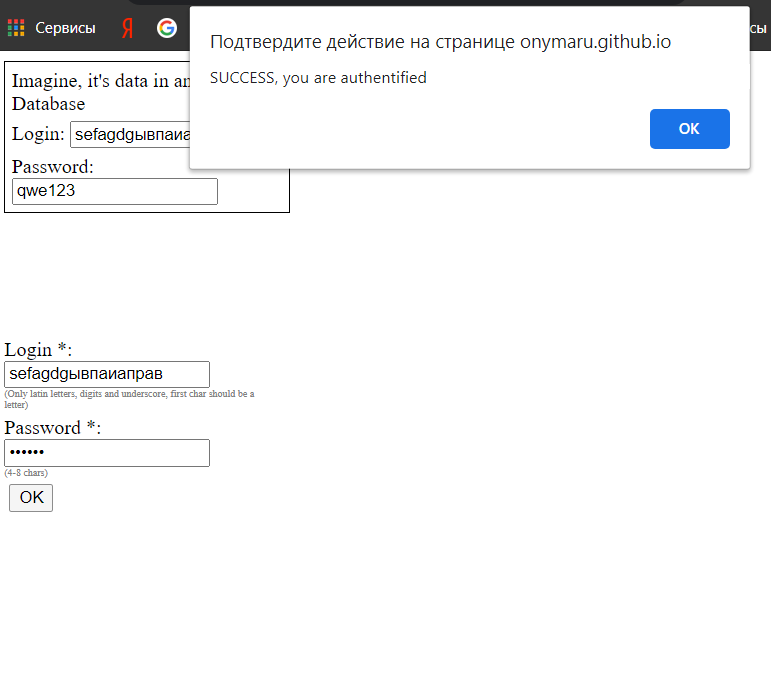 Сервисы
Я
G
сы
Подтвердите действие на странице onymaru.github.io
SUCCESS, you are authentified
OK
Imagine, it's data in an
Database
Login: sefagdgывпаиа
Password:
qwe123
Login *:
sefagdgывпаиаправ
(Only latin letters, digits and underscore, first char should be a
letter)
Password *:
••••••
(4-8 chars)
OK